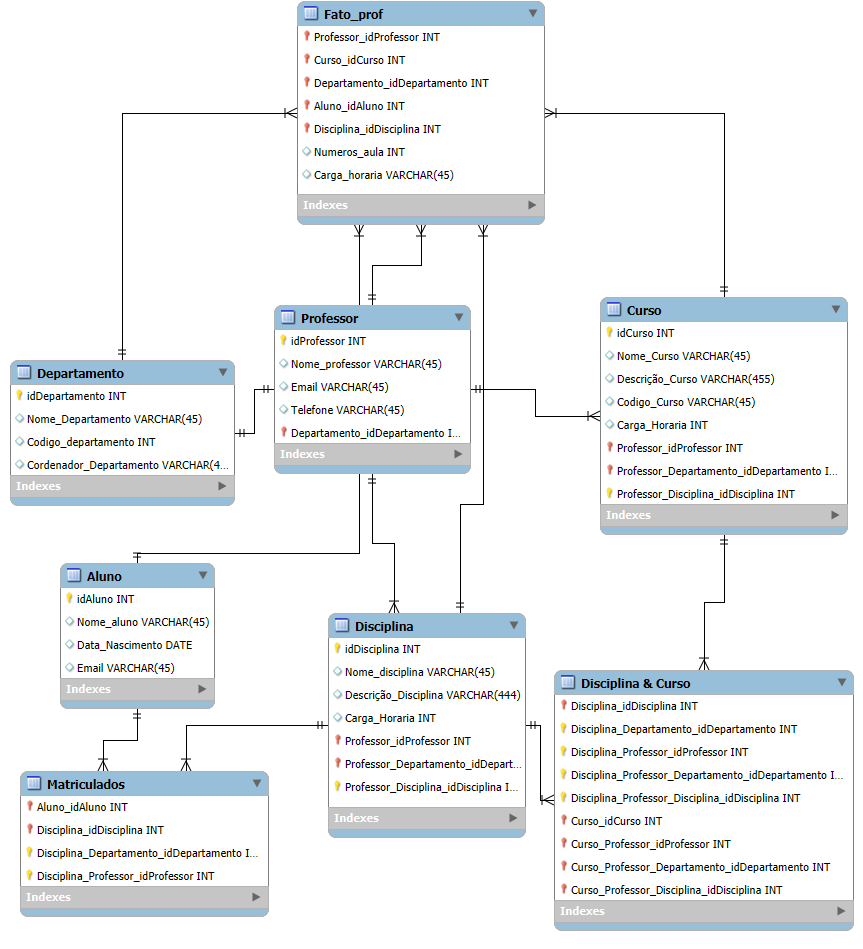 Fato_prof
Professor_idProfessor INT
Curso_idCurso INT
Departamento_idDepartamento INT
Aluno_idAluno INT
Disciplina_idDisciplina INT
Numeros_aula INT
Carga_horaria VARCHAR(45)
Indexes
Professor
idProfessor INT
Nome_professor VARCHAR(45)
Email VARCHAR(45)
Telefone VARCHAR(45)
Departamento_idDepartamento I...
Indexes
Curso
idCurso INT
Nome_Curso VARCHAR(45)
Descrição_Curso VARCHAR(455)
Codigo_Curso VARCHAR(45)
Carga_Horaria INT
Professor_idProfessor INT
Professor_Departamento_idDepartamento I...
Professor_Disciplina_idDisciplina INT
Indexes
Departamento
idDepartamento INT
Nome_Departamento VARCHAR(45)
Codigo_departamento INT
Cordenador_Departamento VARCHAR(4...
Indexes
Aluno
idAluno INT
Nome_aluno VARCHAR(45)
Data_Nascimento DATE
Email VARCHAR(45)
Indexes
Disciplina
idDisciplina INT
Nome_disciplina VARCHAR(45)
Descrição_Disciplina VARCHAR(444)
Carga_Horaria INT
Professor_idProfessor INT
Professor_Departamento_idDepart...
Professor_Disciplina_idDisciplina I...
Indexes
Disciplina & Curso
Disciplina_idDisciplina INT
Disciplina_Departamento_idDepartamento INT
Disciplina_Professor_idProfessor INT
Disciplina_Professor_Departamento_idDepartamento I...
Disciplina_Professor_Disciplina_idDisciplina INT
Curso_idCurso INT
Curso_Professor_idProfessor INT
Curso_Professor_Departamento_idDepartamento INT
Curso_Professor_Disciplina_idDisciplina INT
Indexes
Matriculados
Aluno_idAluno INT
Disciplina_idDisciplina INT
Disciplina_Departamento_idDepartamento I...
Disciplina_Professor_idProfessor INT
Indexes